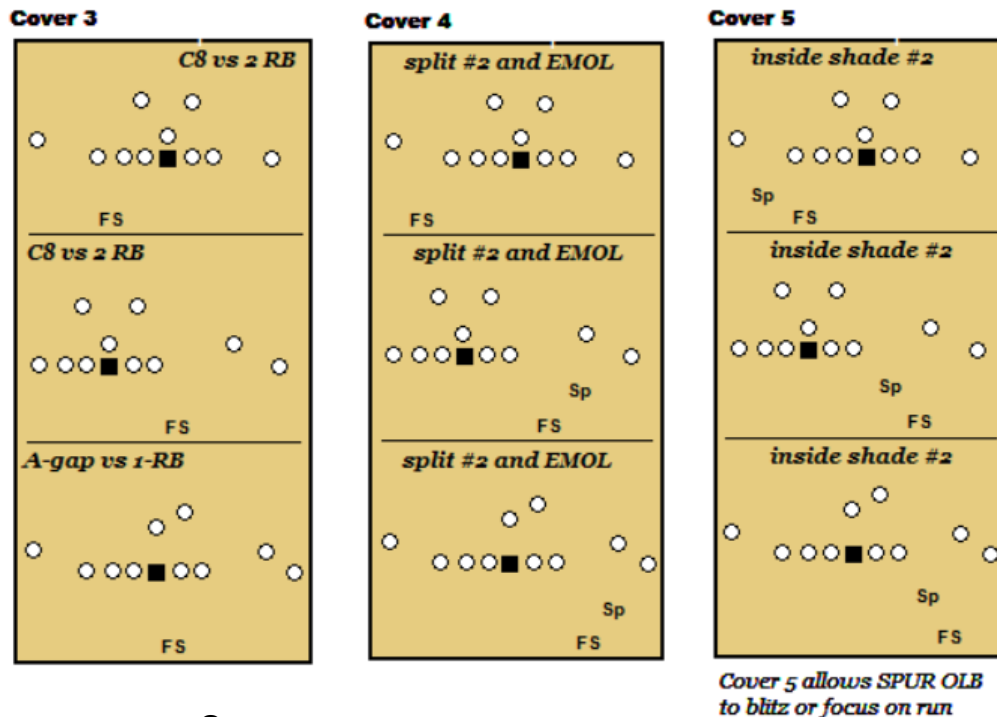 Cover 3
C8 vs 2 RB
FS
C8 vs 2 RB
FS
A-gap vs 1-RB
FS
Cover 4
split #2 and EMOL
FS
split #2 and EMOL
Sp
FS
split #2 and EMOL
Sp
FS
Cover 5
inside shade #2
Sp
FS
inside shade #2
Sp
FS
inside shade #2
Sp
FS
Cover 5 allows SPUR OLB
to blitz or focus on run